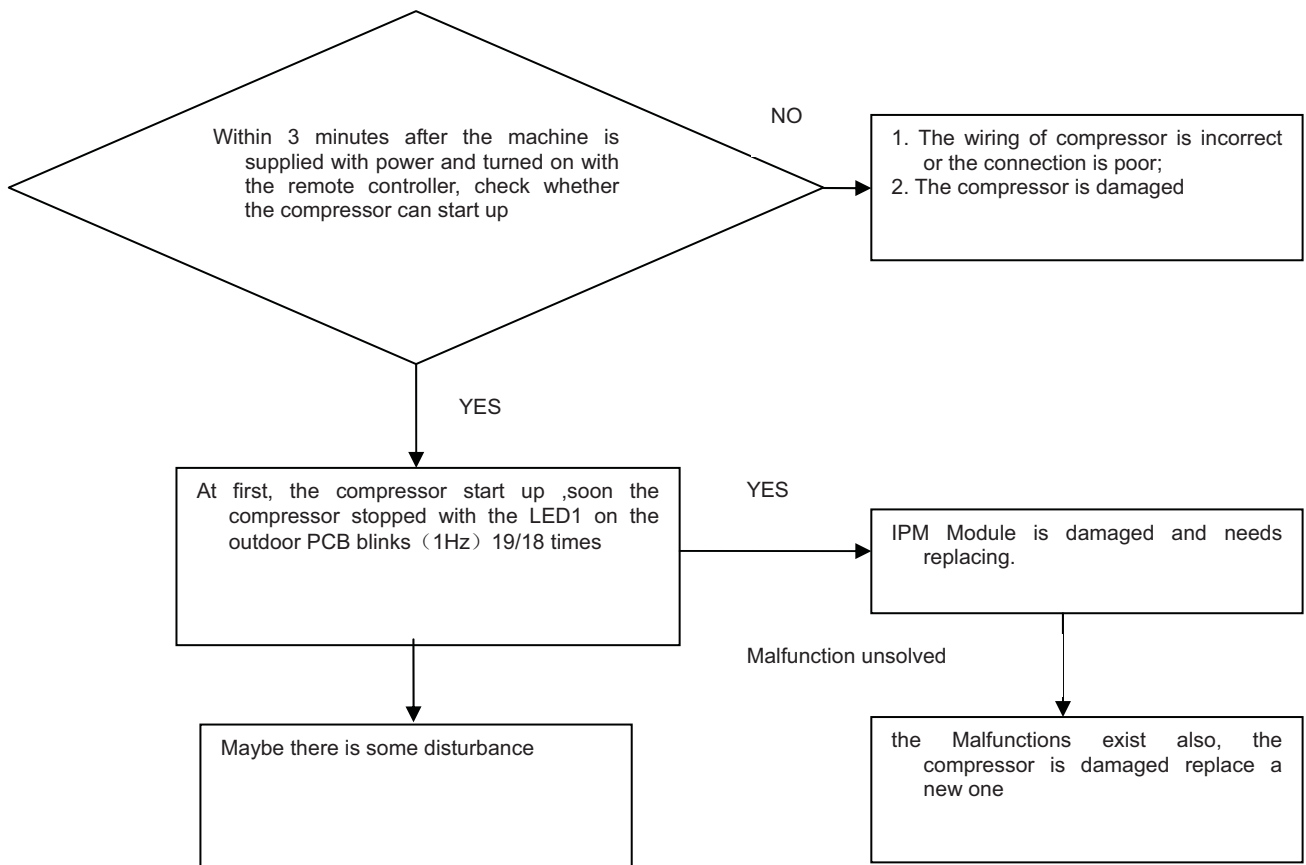 Within 3 minutes after the machine is
supplied with power and turned on with
the remote controller, check whether
the compressor can start up
NO
1. The wiring of compressor is incorrect
or the connection is poor;
2. The compressor is damaged
YES
At first, the compressor start up ,soon the
compressor stopped with the LED1 on the
outdoor PCB blinks（1Hz）19/18 times
YES
IPM Module is damaged and needs
replacing.
Malfunction unsolved
Maybe there is some disturbance
the Malfunctions exist also, the
compressor is damaged replace a
new one